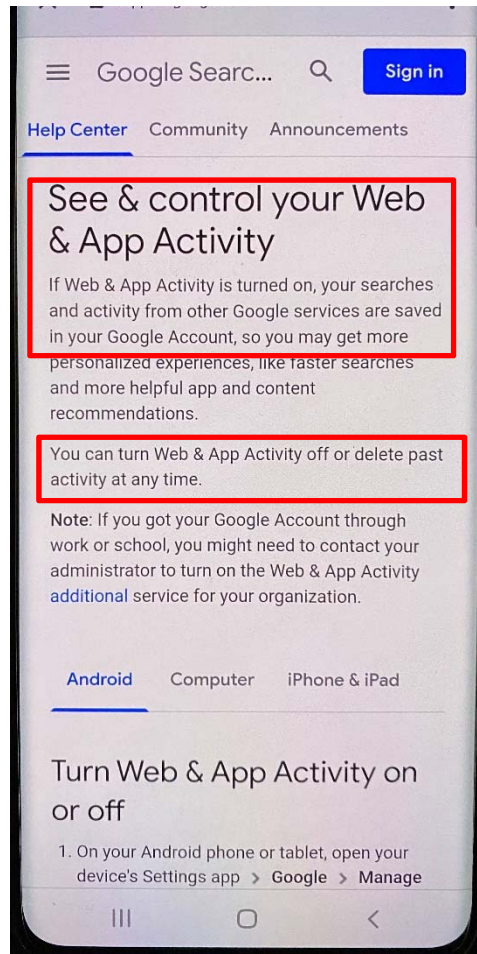 Google Searc...
Sign in
Help Center Community Announcements
See & control your Web
& App Activity
If Web & App Activity is turned on, your searches
and activity from other Google services are saved
in your Google Account, so you may get more
personalized experiences, like faster searches
and more helpful app and content
recommendations.
You can turn Web & App Activity off or delete past
activity at any time.
Note: If you got your Google Account through
work or school, you might need to contact your
administrator to turn on the Web & App Activity
additional service for your organization.
Android Computer iPhone & iPad
Turn Web & App Activity on
or off
1. On your Android phone or tablet, open your
device's Settings app > Google > Manage